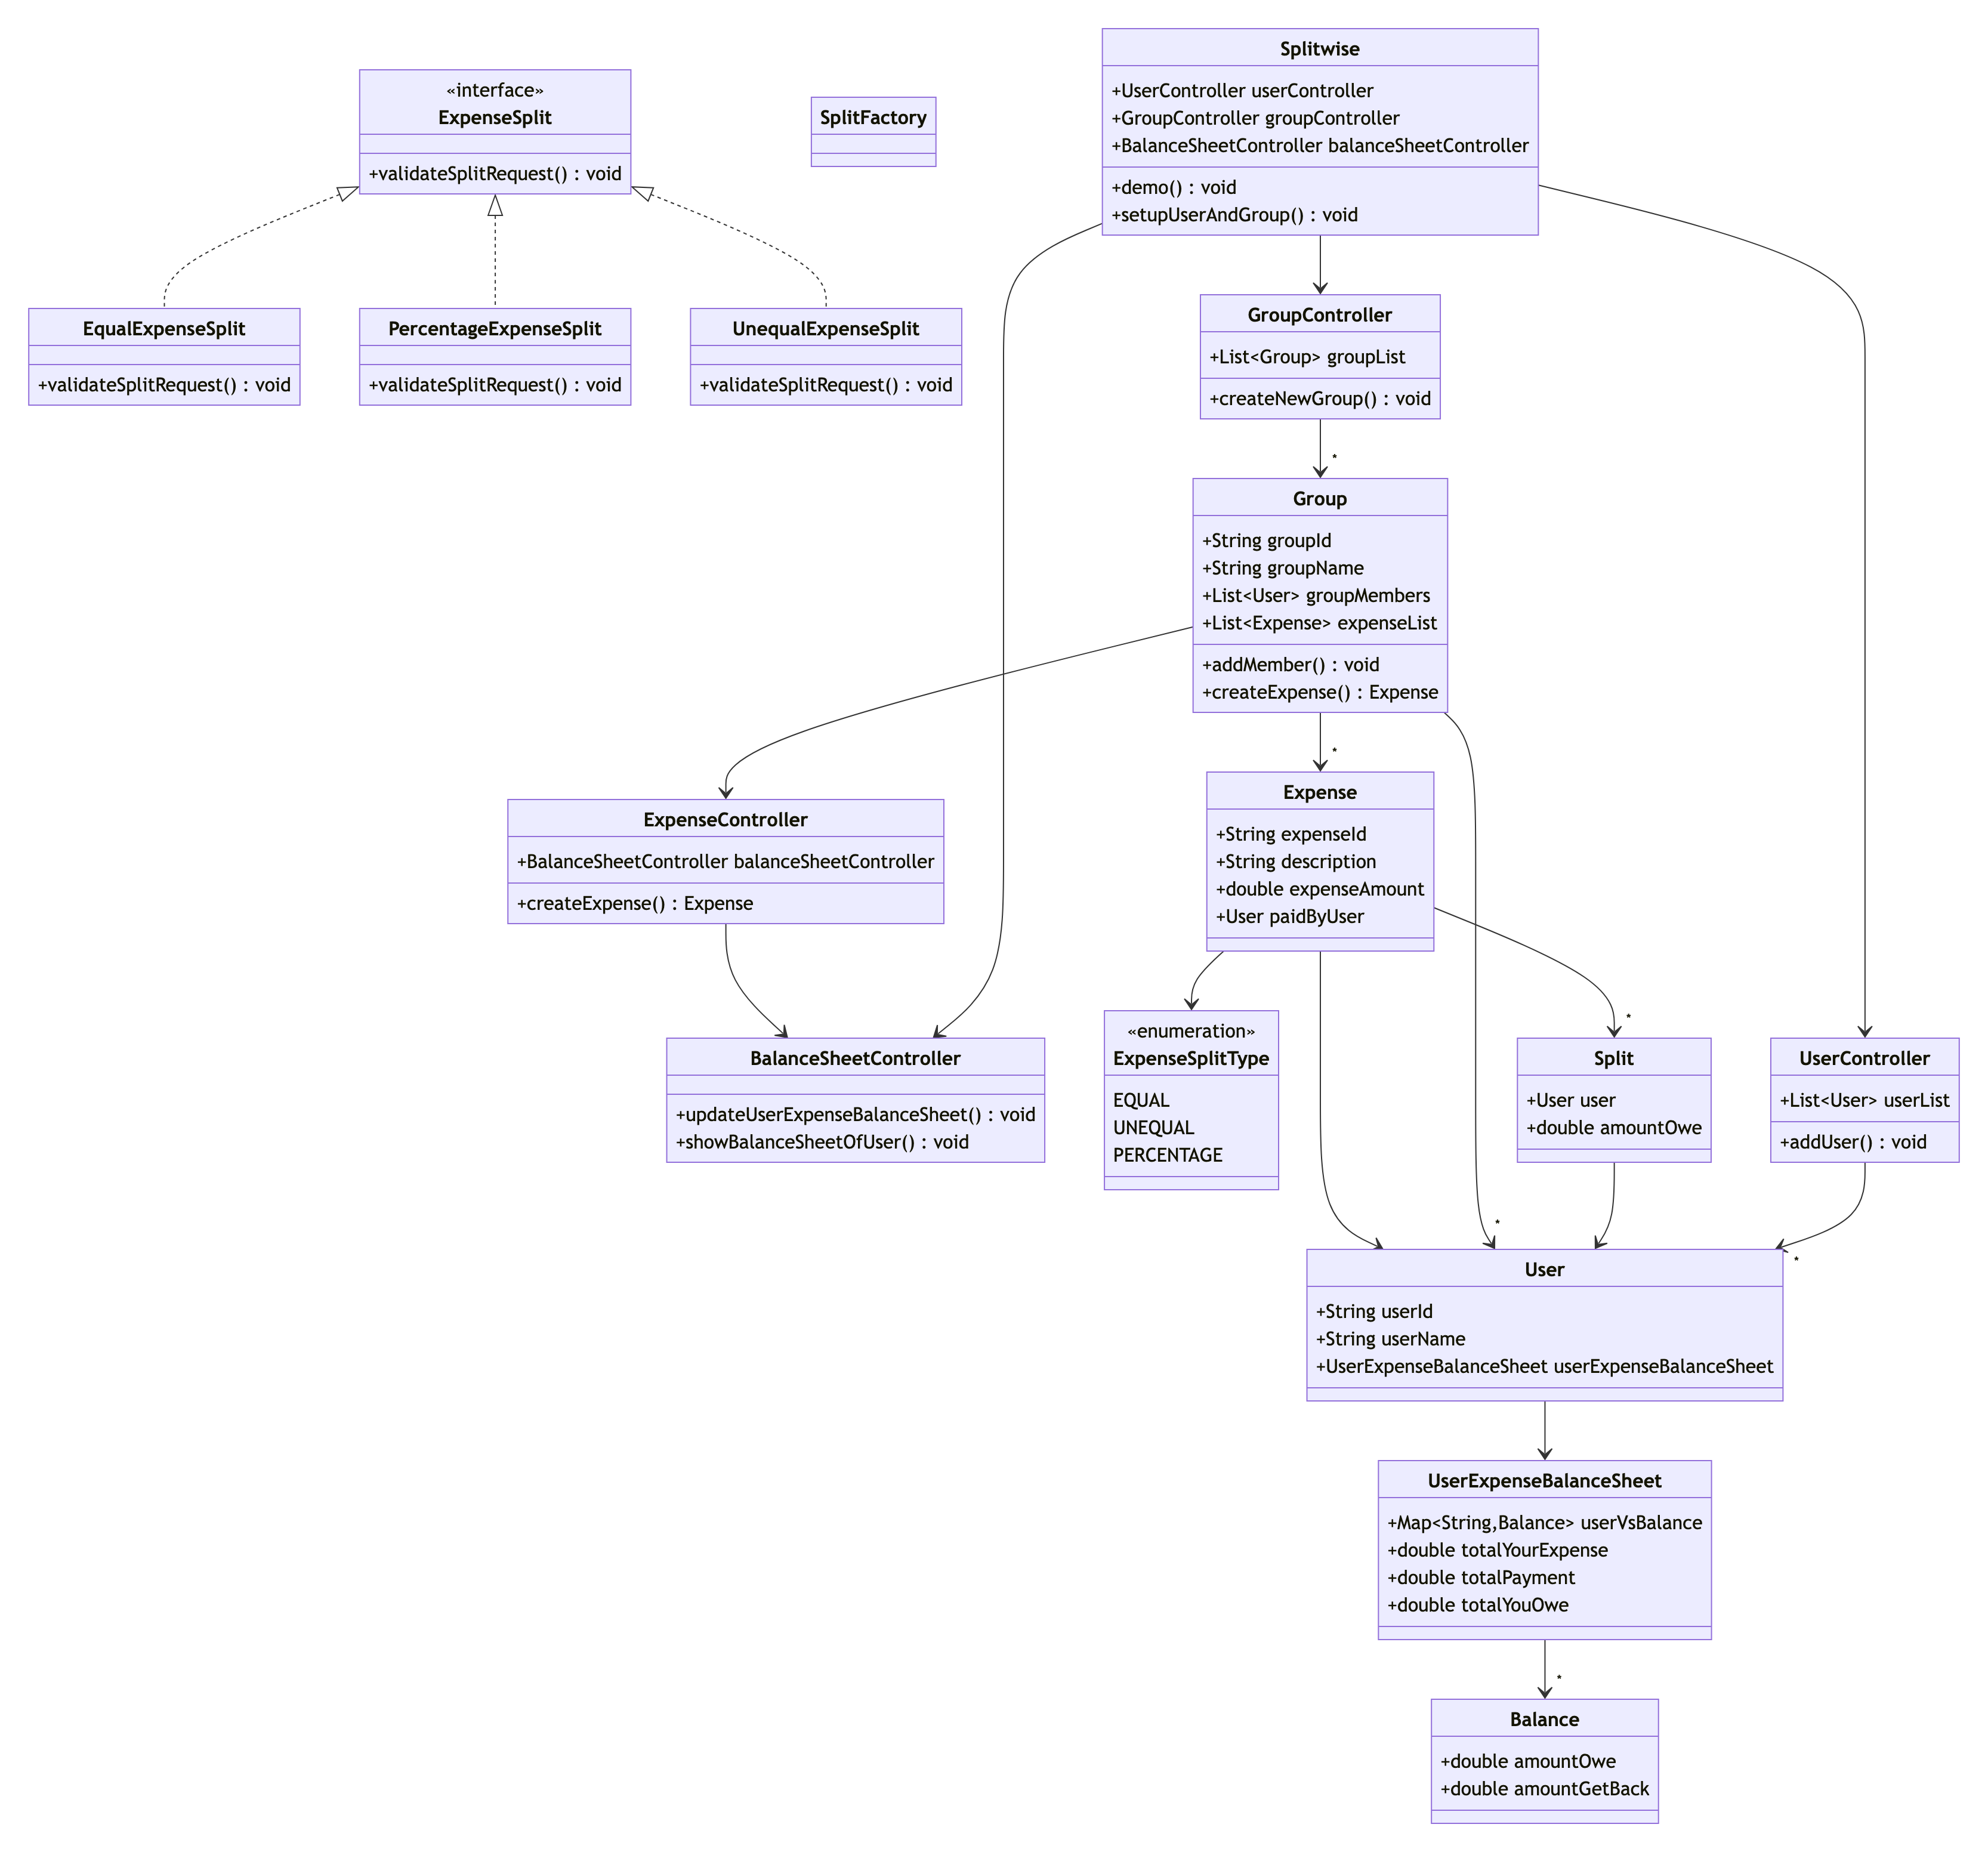 Splitwise
+UserController userController
+GroupController groupController
+BalanceSheetController balanceSheetController
+demo() : void
+setupUserAndGroup() : void
«interface»
ExpenseSplit
+validateSplitRequest() : void
SplitFactory
EqualExpenseSplit
+validateSplitRequest() : void
PercentageExpenseSplit
+validateSplitRequest() : void
UnequalExpenseSplit
+validateSplitRequest() : void
GroupController
+List<Group> groupList
+createNewGroup() : void
*
Group
+String groupId
+String groupName
+List<User> groupMembers
+List<Expense> expenseList
+addMember() : void
+createExpense() : Expense
*
ExpenseController
+BalanceSheetController balanceSheetController
+createExpense() : Expense
Expense
+String expenseId
+String description
+double expenseAmount
+User paidByUser
*
BalanceSheetController
+updateUserExpenseBalanceSheet() : void
+showBalanceSheetOfUser() : void
«enumeration»
ExpenseSplitType
EQUAL
UNEQUAL
PERCENTAGE
Split
+User user
+double amountOwe
UserController
+List<User> userList
+addUser() : void
*
*
User
+String userId
+String userName
+UserExpenseBalanceSheet userExpenseBalanceSheet
UserExpenseBalanceSheet
+Map<String,Balance> userVsBalance
+double totalYourExpense
+double totalPayment
+double totalYouOwe
*
Balance
+double amountOwe
+double amountGetBack